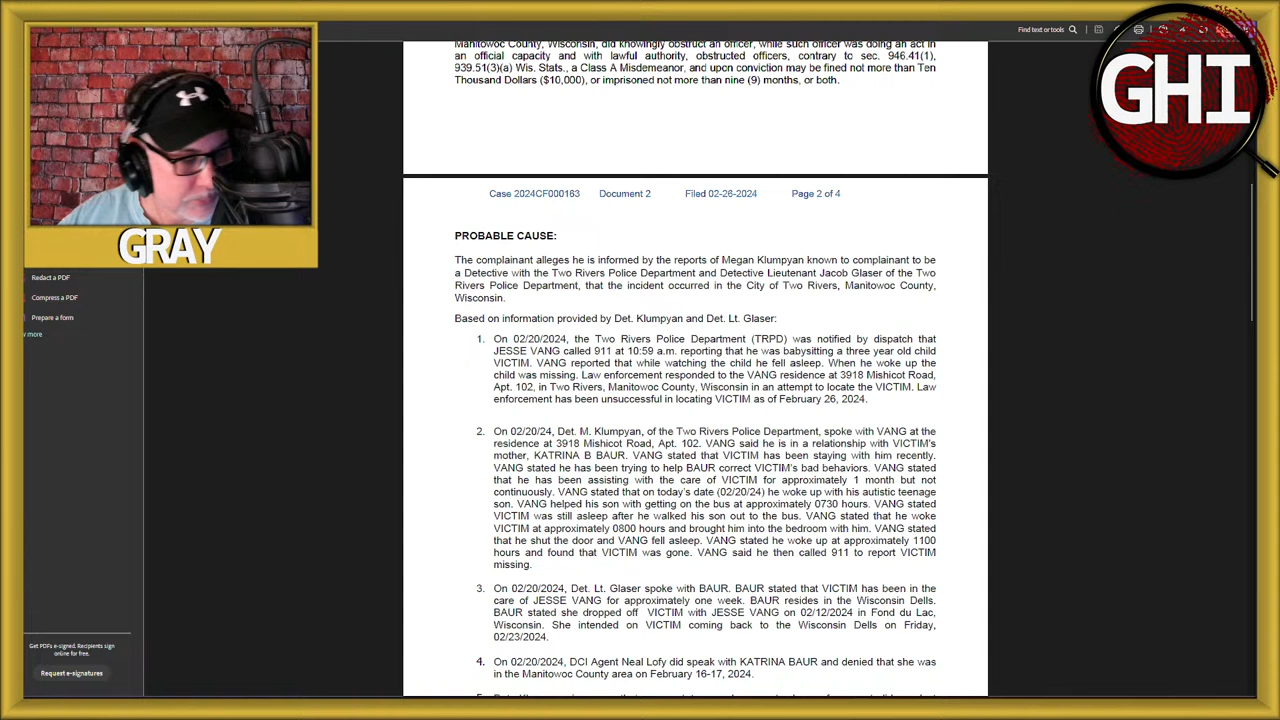 Find text or tools
GHI
GRAY
Redact a PDF
Compress a PDF
Prepare a form
w more
Get PDFs e-signed. Recipients sign
online for free.
Request e-signatures
Manitowoc County, Wisconsin, did knowingly obstruct an officer, while such officer was doing an act in
an official capacity and with lawful authority, obstructed officers, contrary to sec. 946.41(1),
939.51(3)(a) Wis. Stats., a Class A Misdemeanor, and upon conviction may be fined not more than Ten
Thousand Dollars ($10,000), or imprisoned not more than nine (9) months, or both.
Case 2024CF000163 Document 2 Filed 02-26-2024 Page 2 of 4
PROBABLE CAUSE:
The complainant alleges he is informed by the reports of Megan Klumpyan known to complainant to be
a Detective with the Two Rivers Police Department and Detective Lieutenant Jacob Glaser of the Two
Rivers Police Department, that the incident occurred in the City of Two Rivers, Manitowoc County,
Wisconsin.
Based on information provided by Det. Klumpyan and Det. Lt. Glaser:
1. On 02/20/2024, the Two Rivers Police Department (TRPD) was notified by dispatch that
JESSE VANG called 911 at 10:59 a.m. reporting that he was babysitting a three year old child
VICTIM. VANG reported that while watching the child he fell asleep. When he woke up the
child was missing. Law enforcement responded to the VANG residence at 3918 Mishicot Road,
Apt. 102, in Two Rivers, Manitowoc County, Wisconsin in an attempt to locate the VICTIM. Law
enforcement has been unsuccessful in locating VICTIM as of February 26, 2024.
2. On 02/20/24, Det. M. Klumpyan, of the Two Rivers Police Department, spoke with VANG at the
residence at 3918 Mishicot Road, Apt. 102. VANG said he is in a relationship with VICTIM's
mother, KATRINA B BAUR. VANG stated that VICTIM has been staying with him recently.
VANG stated he has been trying to help BAUR correct VICTIM's bad behaviors. VANG stated
that he has been assisting with the care of VICTIM for approximately 1 month but not
continuously. VANG stated that on today's date (02/20/24) he woke up with his autistic teenage
son. VANG helped his son with getting on the bus at approximately 0730 hours. VANG stated
VICTIM was still asleep after he walked his son out to the bus. VANG stated that he woke
VICTIM at approximately 0800 hours and brought him into the bedroom with him. VANG stated
that he shut the door and VANG fell asleep. VANG stated he woke up at approximately 1100
hours and found that VICTIM was gone. VANG said he then called 911 to report VICTIM
missing.
3. On 02/20/2024, Det. Lt. Glaser spoke with BAUR. BAUR stated that VICTIM has been in the
care of JESSE VANG for approximately one week. BAUR resides in the Wisconsin Dells.
BAUR stated she dropped off VICTIM with JESSE VANG on 02/12/2024 in Fond du Lac,
Wisconsin. She intended on VICTIM coming back to the Wisconsin Dells on Friday,
02/23/2024.
4. On 02/20/2024, DCI Agent Neal Lofy did speak with KATRINA BAUR and denied that she was
in the Manitowoc County area on February 16-17, 2024.